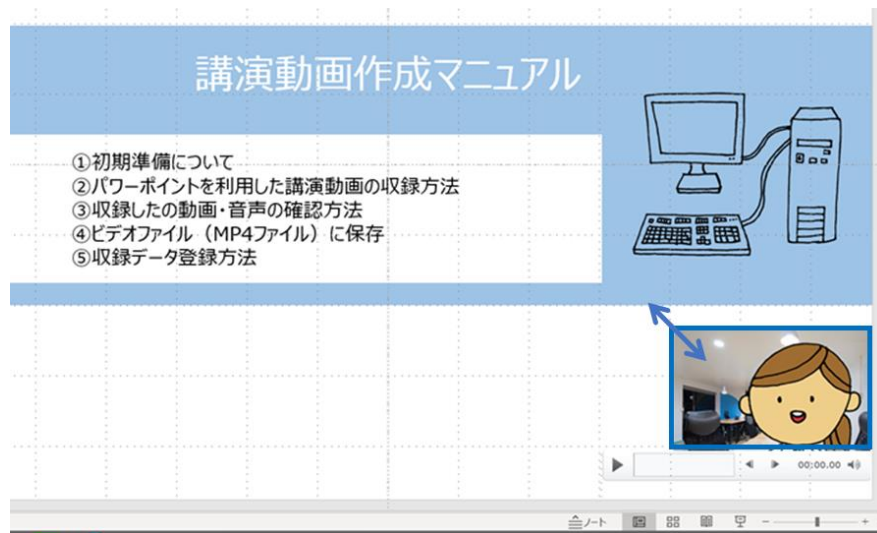 講演動画作成マニュアル
①初期準備について
②パワーポイントを利用した講演動画の収録方法
③収録したの動画・音声の確認方法
④ビデオファイル（MP4ファイル）に保存
⑤収録データ登録方法
00:00.00
ノート